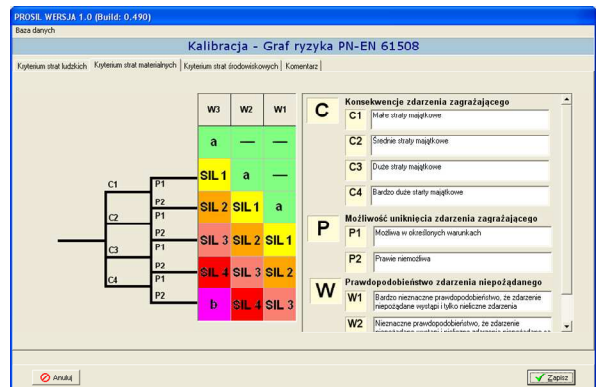 PROSIL WERSJA 1.0 (Build: 0.490)
Baza danych
Kalibracja - Graf ryzyka PN-EN 61508
Kryterium strat ludzkich Kryterium strat materialnych Kryterium strat środowiskowych Komentarz
W3 W2 W1
a — —
SIL 1 a —
SIL 2 SIL 1 a
SIL 3 SIL 2 SIL 1
SIL 4 SIL 3 SIL 2
b SIL 4 SIL 3
C1 P1
P2
C2 P1
P2
C3 P1
P2
C4 P1
P2
C Konsekwencje zdarzenia zagrażającego
C1 Małe straty majątkowe
C2 Średnie straty majątkowe
C3 Duże straty majątkowe
C4 Bardzo duże starty majątkowe
P Możliwość uniknięcia zdarzenia zagrażającego
P1 Możliwa w określonych warunkach
P2 Prawie niemożliwa
W Prawdopodobieństwo zdarzenia niepożądanego
W1 Bardzo nieznaczne prawdopodobieństwo, że zdarzenie
niepożądane wystąpi i tylko nieliczne zdarzenia
W2 Nieznaczne prawdopodobieństwo, że zdarzenie
Anuluj
Zapisz